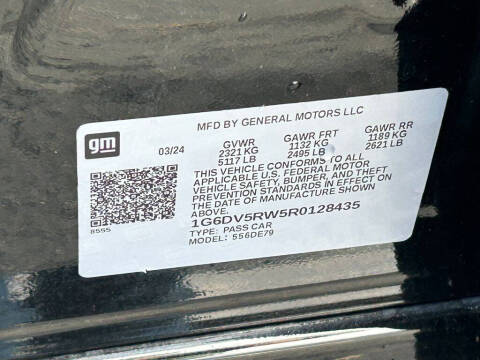 MFD BY GENERAL MOTORS LLC
gm 03/24 GVWR GAWR FRT GAWR RR
2321 KG 1132 KG 1189 KG
5117 LB 2495 LB 2621 LB
THIS VEHICLE CONFORMS TO ALL
APPLICABLE U.S. FEDERAL MOTOR
VEHICLE SAFETY, BUMPER, AND THEFT
PREVENTION STANDARDS IN EFFECT ON
THE DATE OF MANUFACTURE SHOWN
ABOVE.
1G6DV5RW5R0128435
8555 TYPE: PASS CAR
MODEL: 556DE79